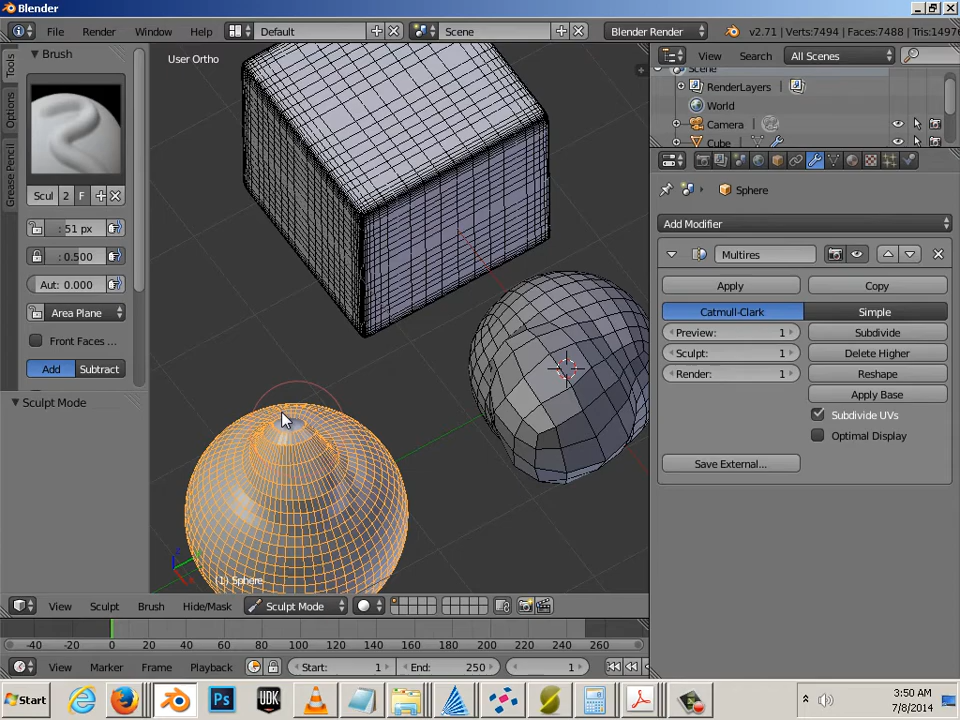 Blender
File Render Window Help Default Scene Blender Render v2.71 | Verts:7494 | Faces:7488 | Tris:1497
User Ortho
View Search All Scenes
Scene
RenderLayers
World
Camera
Cube
Tools
Options
Grease Pencil
Brush
Scul 2 F
: 51 px
: 0.500
Aut: 0.000
Area Plane
Front Faces ...
Add Subtract
Sculpt Mode
Sphere
Add Modifier
Multires
Apply Copy
Catmull-Clark Simple
Preview: 1 Subdivide
Sculpt: 1 Delete Higher
Render: 1 Reshape
Apply Base
Subdivide UVs
Optimal Display
Save External...
(1) Sphere
View Sculpt Brush Hide/Mask Sculpt Mode
-40 -20 0 20 40 60 80 100 120 140 160 180 200 220 240 260
View Marker Frame Playback Start: 1 End: 250 1
Start Ps UDK 3:50 AM
7/8/2014